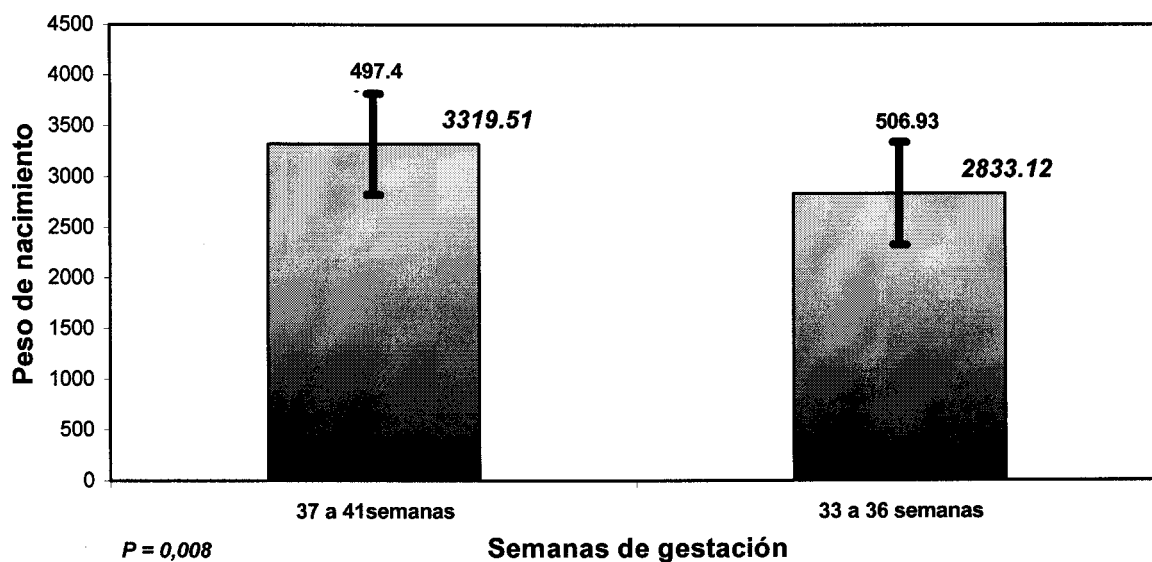 4500
4000
3500
3000
2500
2000
1500
1000
500
0
Peso de nacimiento
497.4
3319.51
506.93
2833.12
37 a 41semanas
33 a 36 semanas
P = 0,008
Semanas de gestación